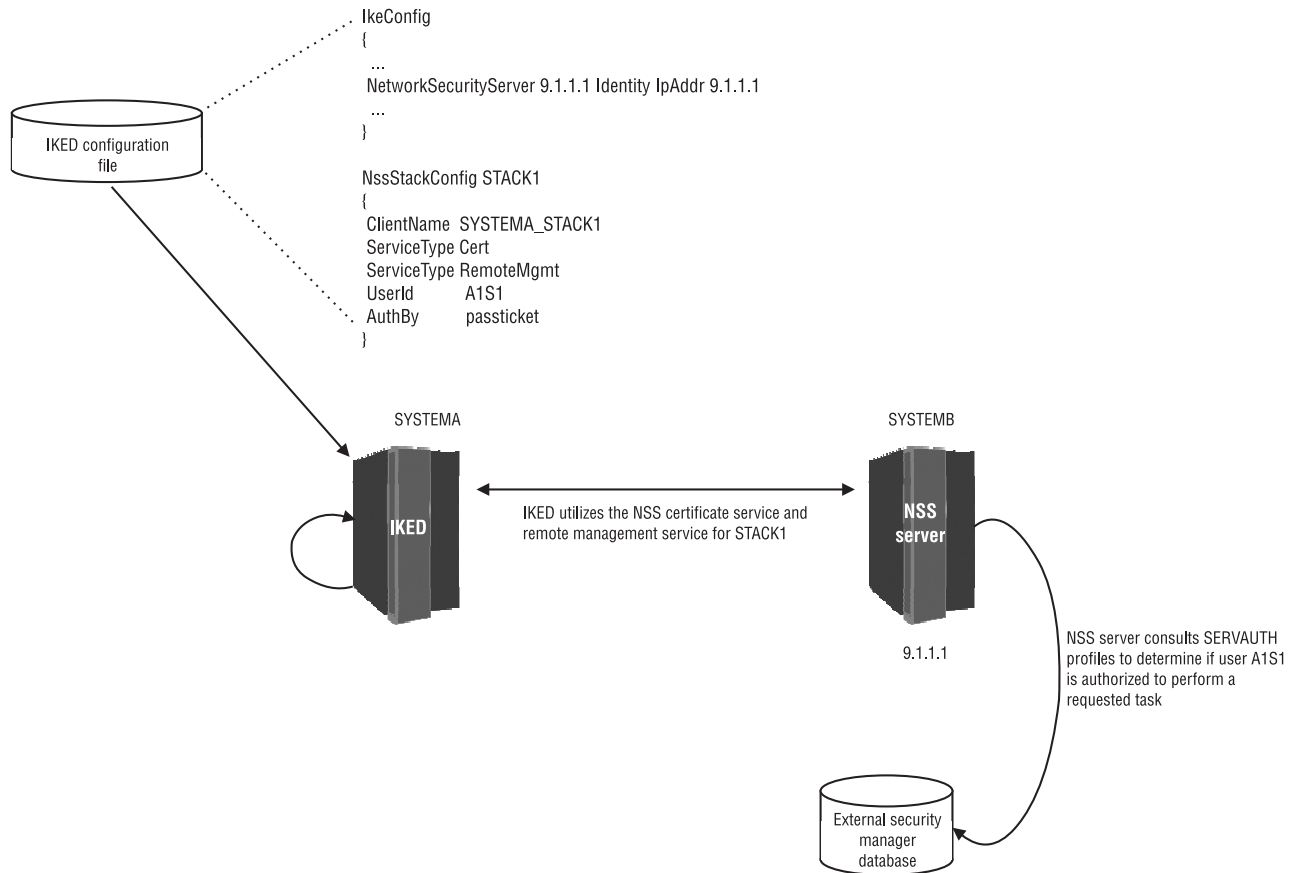 IkeConfig
{
...
NetworkSecurityServer 9.1.1.1 Identity IpAddr 9.1.1.1
...
}
IKED configuration
file
NssStackConfig STACK1
{
ClientName SYSTEMA_STACK1
ServiceType Cert
ServiceType RemoteMgmt
UserId A1S1
AuthBy passticket
}
SYSTEMA
IKED
IKED utilizes the NSS certificate service and
remote management service for STACK1
SYSTEMB
NSS
server
9.1.1.1
NSS server consults SERVAUTH
profiles to determine if user A1S1
is authorized to perform a
requested task
External security
manager
database